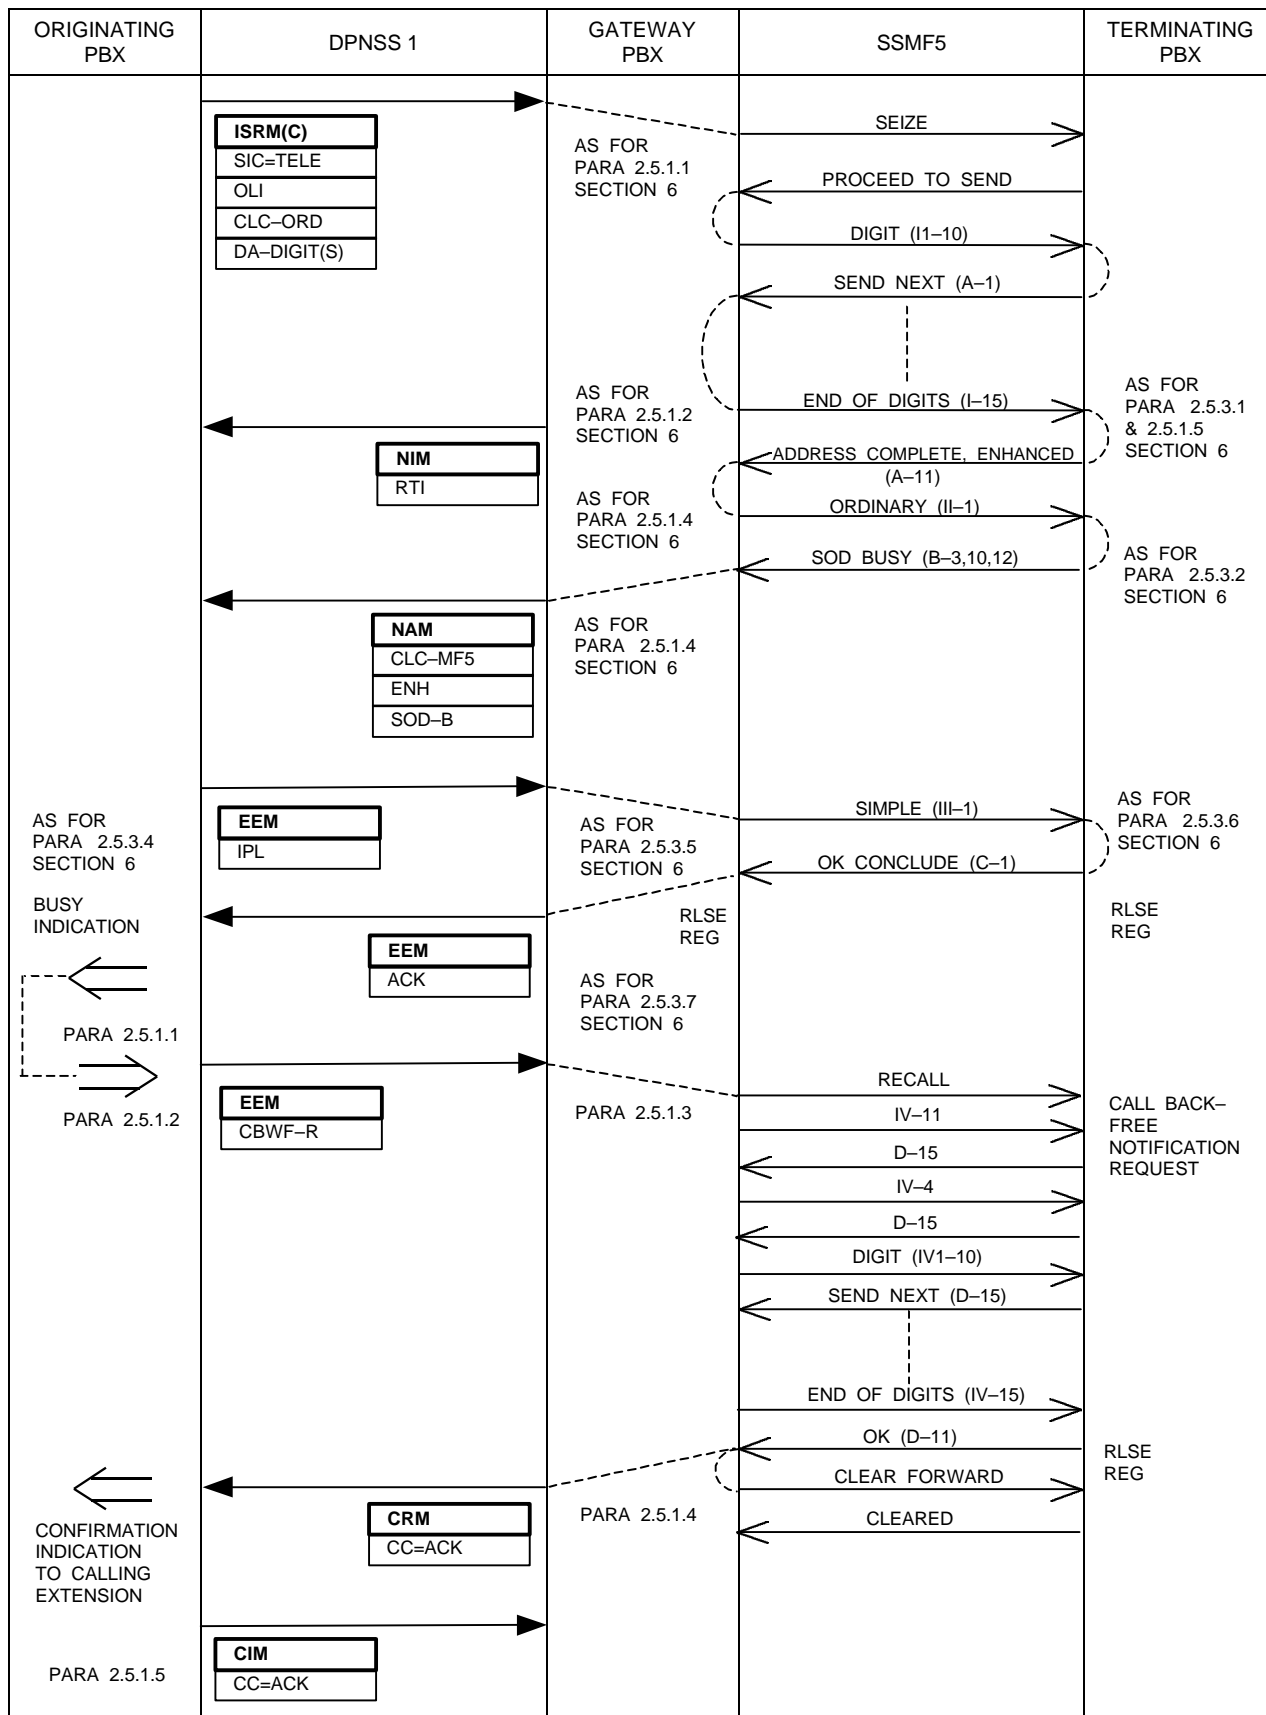 ORIGINATING
PBX
DPNSS 1
GATEWAY
PBX
SSMF5
TERMINATING
PBX
ISRM(C)
SIC=TELE
OLI
CLC–ORD
DA–DIGIT(S)
AS FOR
PARA 2.5.1.1
SECTION 6
SEIZE
PROCEED TO SEND
DIGIT (I1–10)
SEND NEXT (A–1)
AS FOR
PARA 2.5.1.2
SECTION 6
END OF DIGITS (I–15)
AS FOR
PARA 2.5.3.1
& 2.5.1.5
SECTION 6
NIM
RTI
ADDRESS COMPLETE, ENHANCED
(A–11)
AS FOR
PARA 2.5.1.4
SECTION 6
ORDINARY (II–1)
SOD BUSY (B–3,10,12)
AS FOR
PARA 2.5.3.2
SECTION 6
NAM
CLC–MF5
ENH
SOD–B
AS FOR
PARA 2.5.1.4
SECTION 6
AS FOR
PARA 2.5.3.4
SECTION 6
EEM
IPL
AS FOR
PARA 2.5.3.5
SECTION 6
SIMPLE (III–1)
AS FOR
PARA 2.5.3.6
SECTION 6
OK CONCLUDE (C–1)
BUSY
INDICATION
RLSE
REG
RLSE
REG
EEM
ACK
AS FOR
PARA 2.5.3.7
SECTION 6
PARA 2.5.1.1
PARA 2.5.1.2
EEM
CBWF–R
PARA 2.5.1.3
RECALL
IV–11
D–15
IV–4
D–15
DIGIT (IV1–10)
SEND NEXT (D–15)
CALL BACK–
FREE
NOTIFICATION
REQUEST
END OF DIGITS (IV–15)
OK (D–11)
RLSE
REG
CLEAR FORWARD
CLEARED
CRM
CC=ACK
PARA 2.5.1.4
CONFIRMATION
INDICATION
TO CALLING
EXTENSION
PARA 2.5.1.5
CIM
CC=ACK